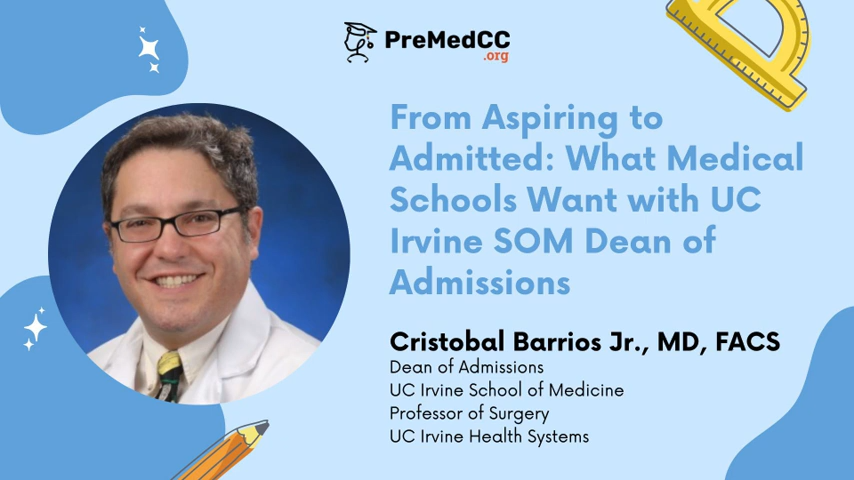 PreMedCC
.org
From Aspiring to
Admitted: What Medical
Schools Want with UC
Irvine SOM Dean of
Admissions
Cristobal Barrios Jr., MD, FACS
Dean of Admissions
UC Irvine School of Medicine
Professor of Surgery
UC Irvine Health Systems